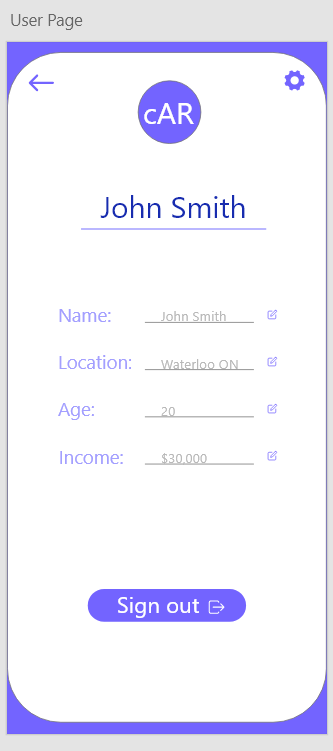 User Page
cAR
John Smith
Name: John Smith
Location: Waterloo ON
Age: 20
Income: $30,000
Sign out